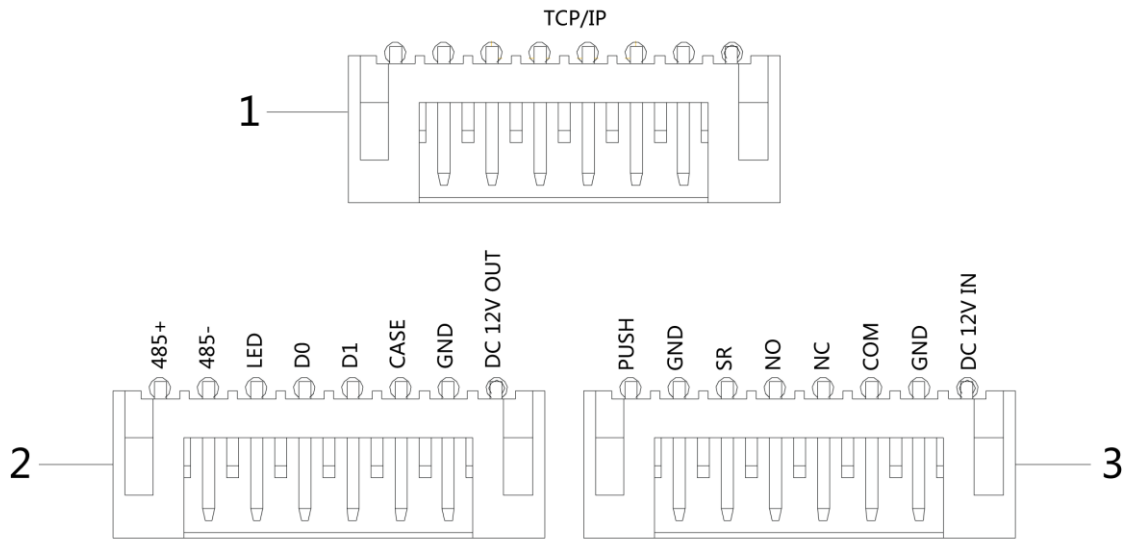 TCP/IP
1
485+
485-
LED
D0
D1
CASE
GND
DC 12V OUT
PUSH
GND
SR
NO
NC
COM
GND
DC 12V IN
2
3